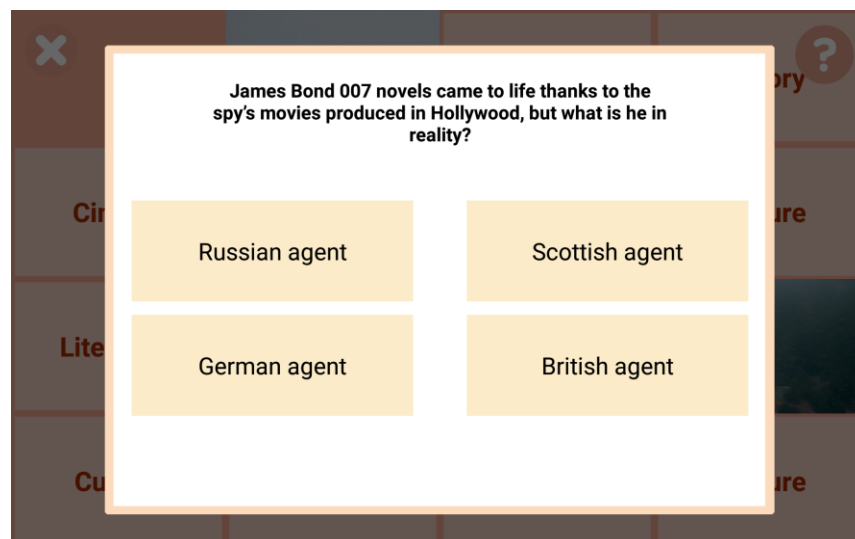 James Bond 007 novels came to life thanks to the
spy’s movies produced in Hollywood, but what is he in
reality?
Russian agent
Scottish agent
German agent
British agent
?